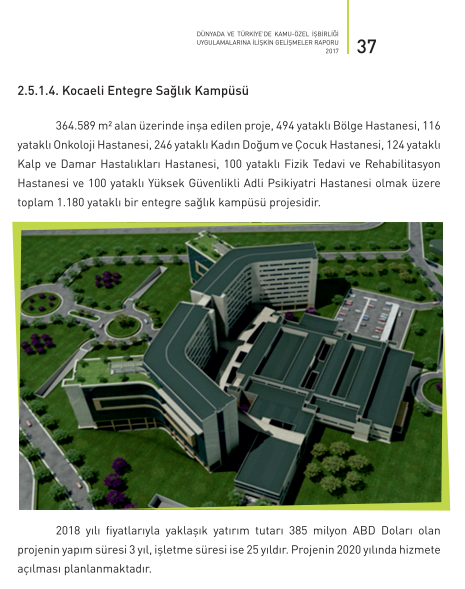 DÜNYADA VE TÜRKİYE'DE KAMU-ÖZEL İŞBİRLİĞİ
UYGULAMALARINA İLİŞKİN GELİŞMELER RAPORU
2017
37
2.5.1.4. Kocaeli Entegre Sağlık Kampüsü
364.589 m² alan üzerinde inşa edilen proje, 494 yataklı Bölge Hastanesi, 116
yataklı Onkoloji Hastanesi, 246 yataklı Kadın Doğum ve Çocuk Hastanesi, 124 yataklı
Kalp ve Damar Hastalıkları Hastanesi, 100 yataklı Fizik Tedavi ve Rehabilitasyon
Hastanesi ve 100 yataklı Yüksek Güvenlikli Adli Psikiyatri Hastanesi olmak üzere
toplam 1.180 yataklı bir entegre sağlık kampüsü projesidir.
2018 yılı fiyatlarıyla yaklaşık yatırım tutarı 385 milyon ABD Doları olan
projenin yapım süresi 3 yıl, işletme süresi ise 25 yıldır. Projenin 2020 yılında hizmete
açılması planlanmaktadır.